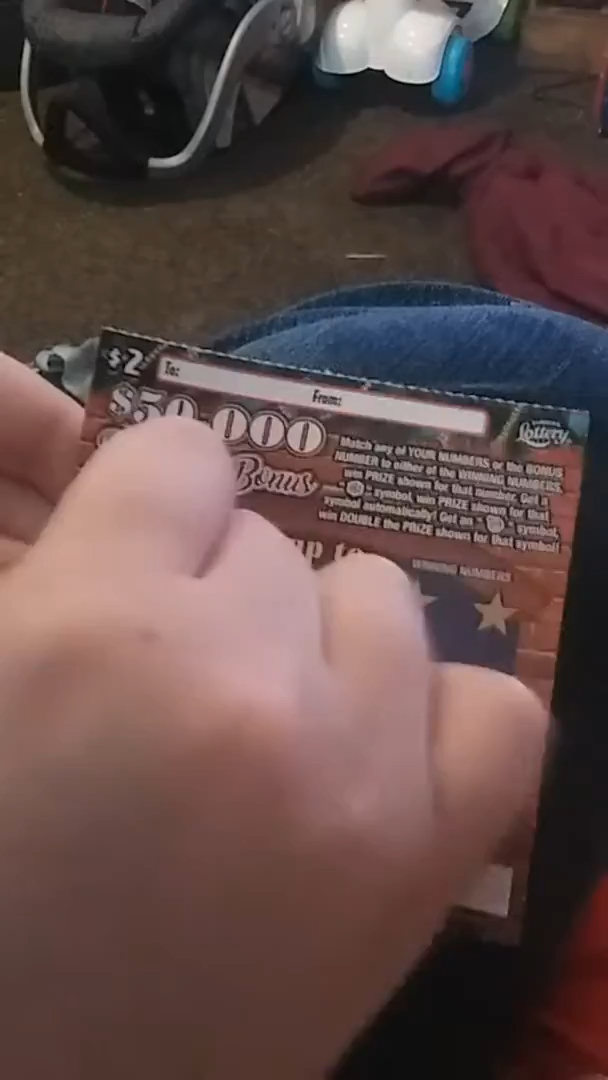 $2
To:
From:
$50,000
Lottery
Bonus
Match any of YOUR NUMBERS or the BONUS
NUMBER to either of the WINNING NUMBERS,
win PRIZE shown for that number. Get a
" " symbol, win PRIZE shown for that
symbol automatically! Get an " " symbol,
win DOUBLE the PRIZE shown for that symbol!
up to
WINNING NUMBERS